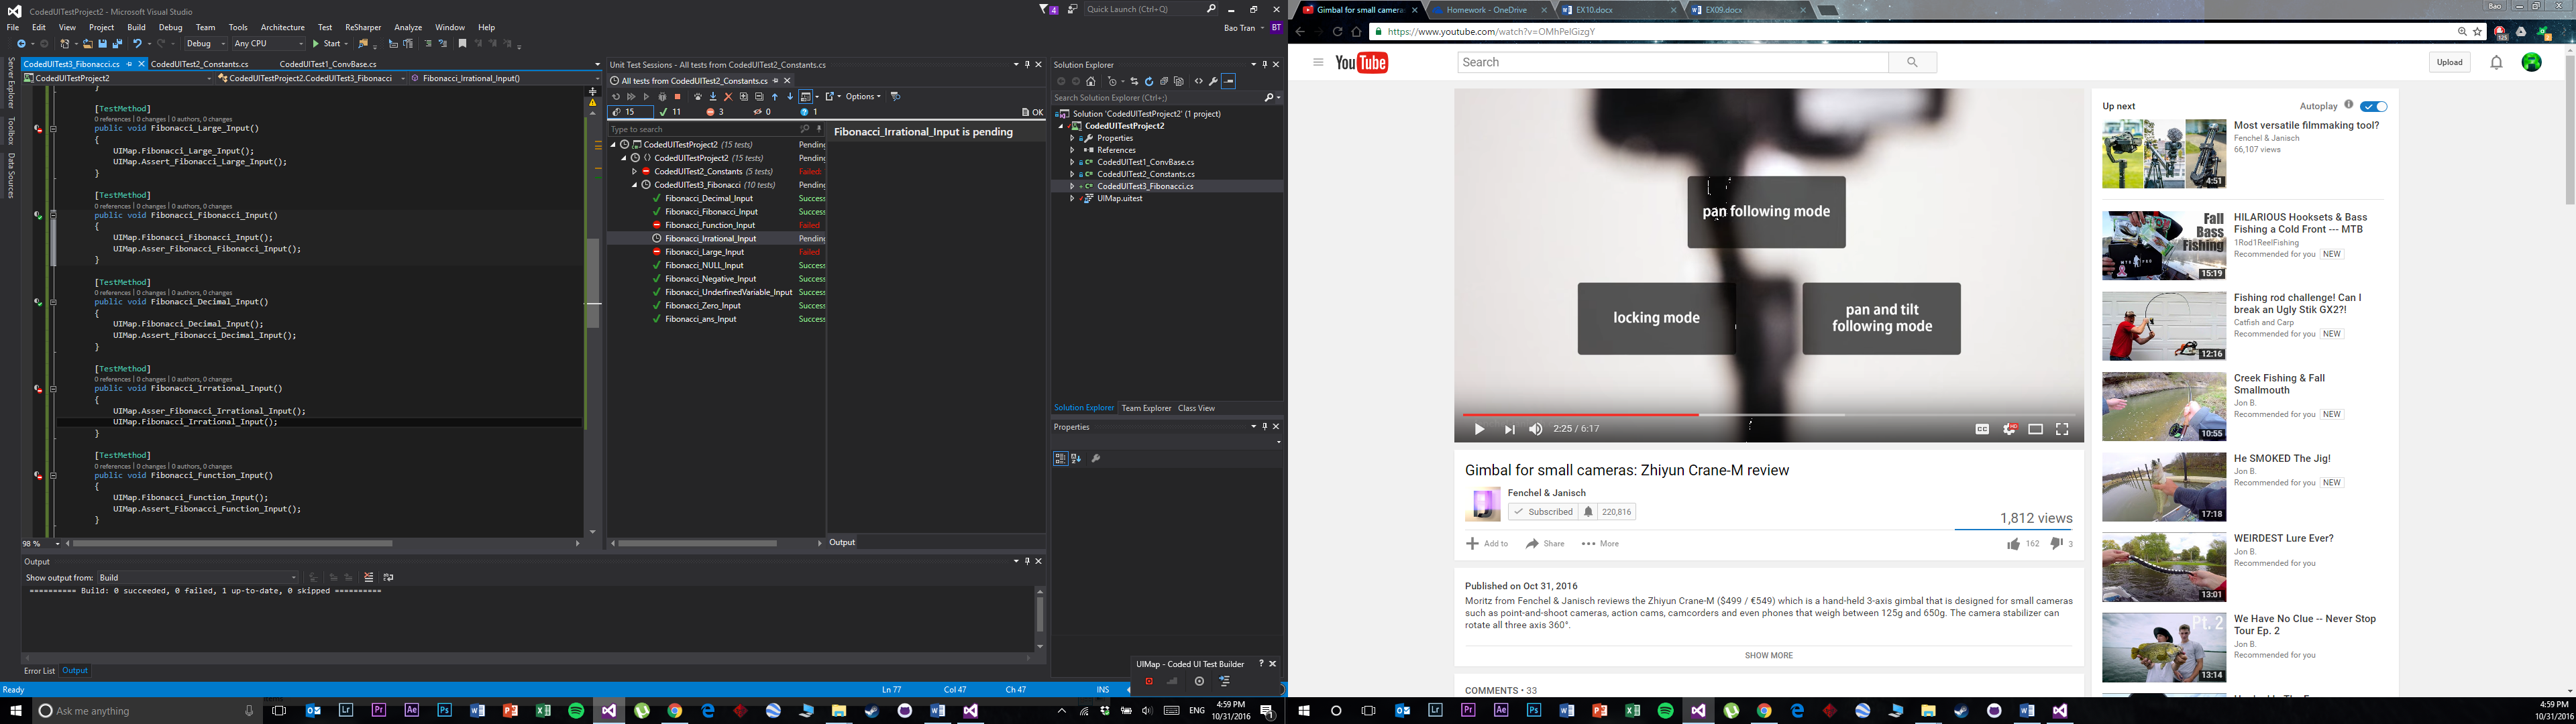 CodedUITestProject2 - Microsoft Visual Studio
4
Quick Launch (Ctrl+Q)
File Edit View Project Build Debug Team Tools Architecture Test ReSharper Analyze Window Help
Bao Tran BT
Debug Any CPU Start
Server Explorer
Toolbox
Data Sources
CodedUITest3_Fibonacci.cs CodedUITest2_Constants.cs CodedUITest1_ConvBase.cs
CodedUITestProject2 CodedUITestProject2.CodedUITest3_Fibonacci Fibonacci_Irrational_Input()
}
[TestMethod]
0 references | 0 changes | 0 authors, 0 changes
public void Fibonacci_Large_Input()
{
UIMap.Fibonacci_Large_Input();
UIMap.Assert_Fibonacci_Large_Input();
}
[TestMethod]
0 references | 0 changes | 0 authors, 0 changes
public void Fibonacci_Fibonacci_Input()
{
UIMap.Fibonacci_Fibonacci_Input();
UIMap.Asser_Fibonacci_Fibonacci_Input();
}
[TestMethod]
0 references | 0 changes | 0 authors, 0 changes
public void Fibonacci_Decimal_Input()
{
UIMap.Fibonacci_Decimal_Input();
UIMap.Assert_Fibonacci_Decimal_Input();
}
[TestMethod]
0 references | 0 changes | 0 authors, 0 changes
public void Fibonacci_Irrational_Input()
{
UIMap.Asser_Fibonacci_Irrational_Input();
UIMap.Fibonacci_Irrational_Input();
}
[TestMethod]
0 references | 0 changes | 0 authors, 0 changes
public void Fibonacci_Function_Input()
{
UIMap.Fibonacci_Function_Input();
UIMap.Assert_Fibonacci_Function_Input();
}
98 %
Unit Test Sessions - All tests from CodedUITest2_Constants.cs
All tests from CodedUITest2_Constants.cs
Options
15 11 3 0 1 OK
Type to search
CodedUITestProject2 (15 tests) Pending
CodedUITestProject2 (15 tests) Pending
CodedUITest2_Constants (5 tests) Failed:
CodedUITest3_Fibonacci (10 tests) Pending
Fibonacci_Decimal_Input Success
Fibonacci_Fibonacci_Input Success
Fibonacci_Function_Input Failed
Fibonacci_Irrational_Input Pending
Fibonacci_Large_Input Failed
Fibonacci_NULL_Input Success
Fibonacci_Negative_Input Success
Fibonacci_UnderfinedVariable_Input Success
Fibonacci_Zero_Input Success
Fibonacci_ans_Input Success
Fibonacci_Irrational_Input is pending
Output
Solution Explorer
Search Solution Explorer (Ctrl+;)
Solution 'CodedUITestProject2' (1 project)
CodedUITestProject2
Properties
References
CodedUITest1_ConvBase.cs
CodedUITest2_Constants.cs
CodedUITest3_Fibonacci.cs
UIMap.uitest
Solution Explorer Team Explorer Class View
Properties
Output
Show output from: Build
========== Build: 0 succeeded, 0 failed, 1 up-to-date, 0 skipped ==========
Error List Output
UIMap - Coded UI Test Builder ?
Ready Ln 77 Col 47 Ch 47 INS
Ask me anything
ENG
4:59 PM
10/31/2016
Gimbal for small camera Homework - OneDrive EX10.docx EX09.docx Bao
https://www.youtube.com/watch?v=OMhPelGizgY
YouTube Search Upload
pan following mode
locking mode
pan and tilt
following mode
2:25 / 6:17
CC HD
Gimbal for small cameras: Zhiyun Crane-M review
Fenchel & Janisch
Subscribed 220,816
1,812 views
Add to Share More
162 3
Published on Oct 31, 2016
Moritz from Fenchel & Janisch reviews the Zhiyun Crane-M ($499 / €549) which is a hand-held 3-axis gimbal that is designed for small cameras
such as point-and-shoot cameras, action cams, camcorders and even phones that weigh between 125g and 650g. The camera stabilizer can
rotate all three axis 360°.
SHOW MORE
COMMENTS • 33
Up next Autoplay
Most versatile filmmaking tool?
Fenchel & Janisch
66,107 views
4:51
HILARIOUS Hooksets & Bass
Fishing a Cold Front --- MTB
1Rod1ReelFishing
Recommended for you NEW
Fall
Bass
Fishing
15:19
Fishing rod challenge! Can I
break an Ugly Stik GX2?!
Catfish and Carp
Recommended for you NEW
12:16
Creek Fishing & Fall
Smallmouth
Jon B.
Recommended for you NEW
10:55
He SMOKED The Jig!
Jon B.
Recommended for you NEW
17:18
WEIRDEST Lure Ever?
Jon B.
Recommended for you
13:01
We Have No Clue -- Never Stop
Tour Ep. 2
Jon B.
Recommended for you
Pt. 2
13:14
4:59 PM
10/31/2016